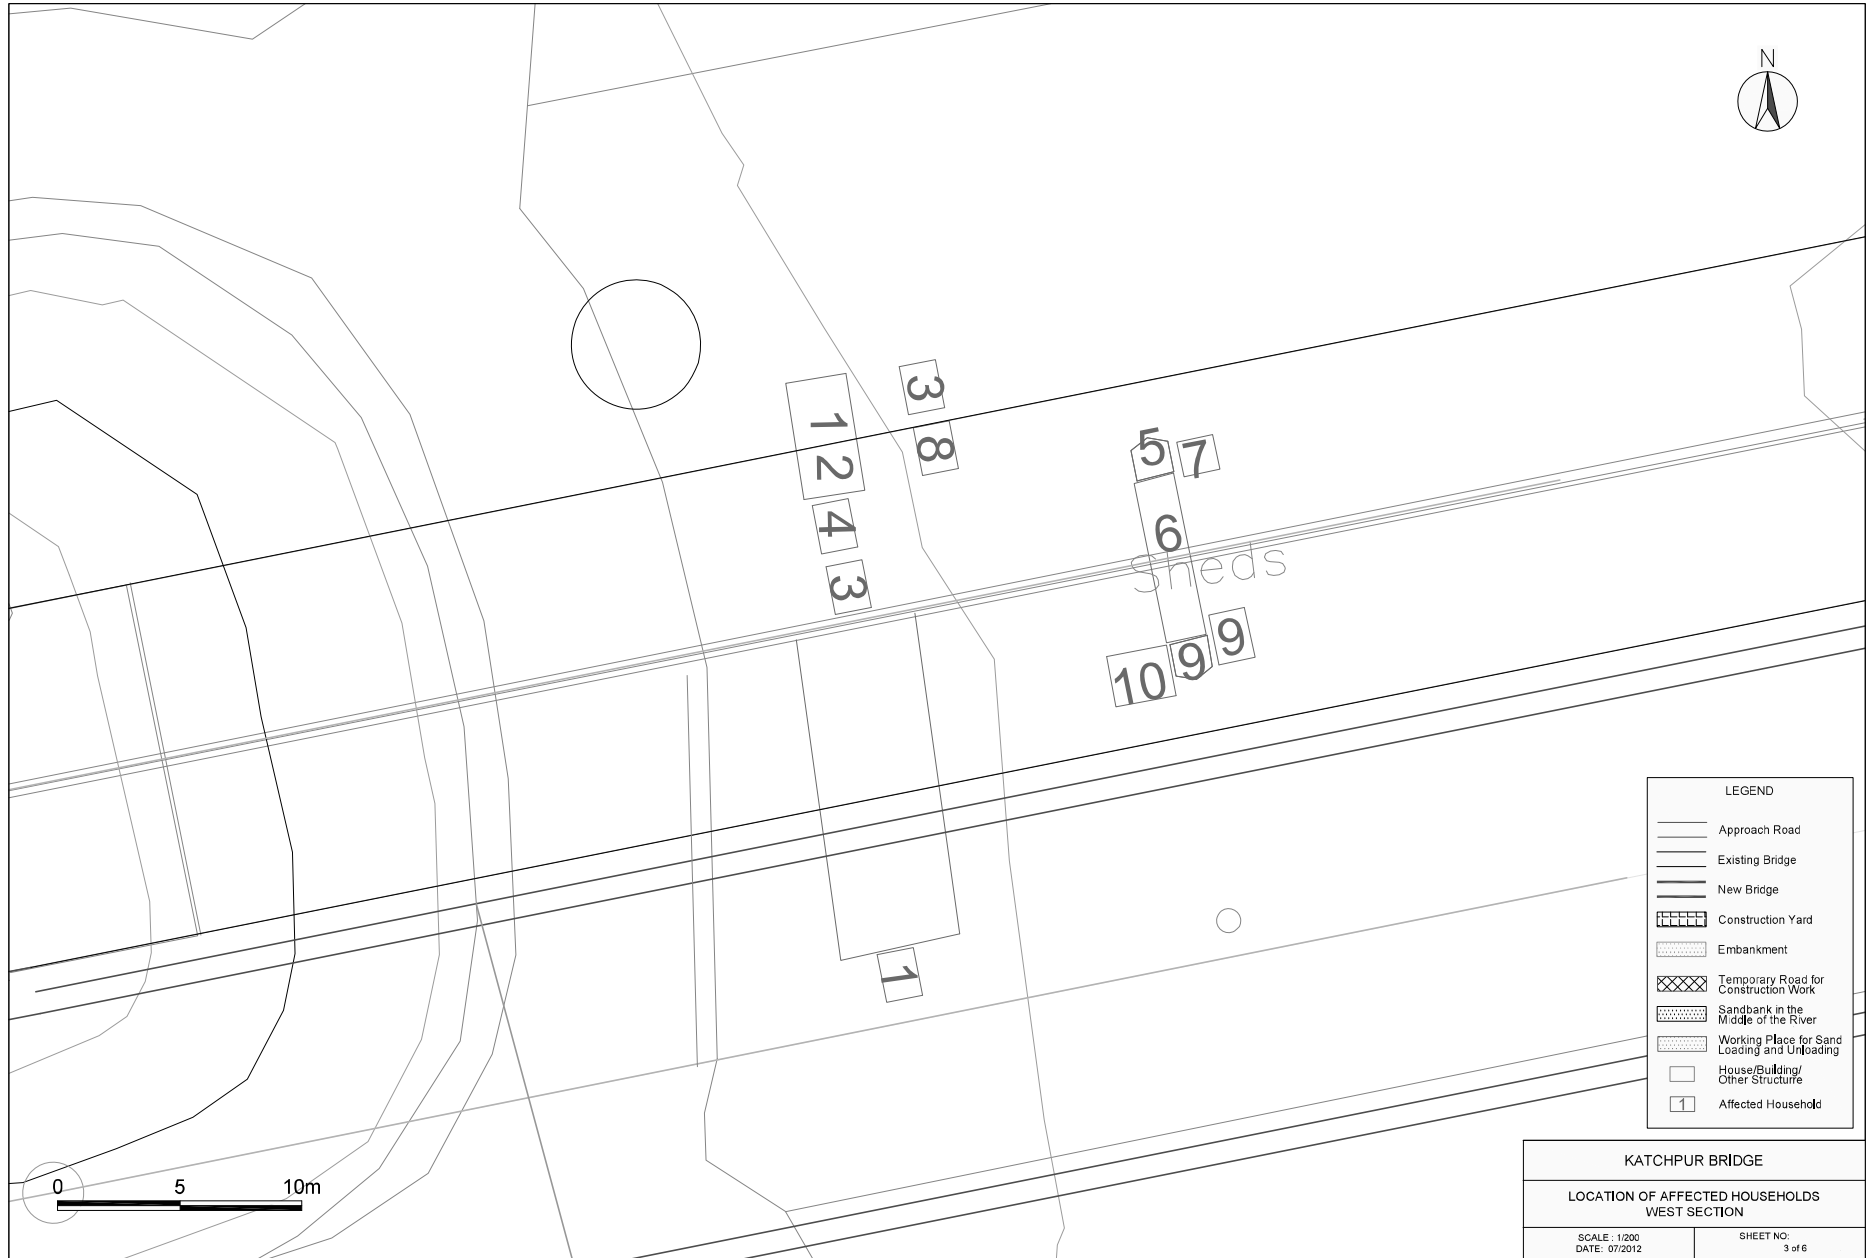 N
3
1
8
2
5
7
4
6
Sheds
3
9
9
10
1
LEGEND
Approach Road
Existing Bridge
New Bridge
Construction Yard
Embankment
Temporary Road for
Construction Work
Sandbank in the
Middle of the River
Working Place for Sand
Loading and Unloading
House/Building/
Other Structurre
1 Affected Household
0 5 10m
KATCHPUR BRIDGE
LOCATION OF AFFECTED HOUSEHOLDS
WEST SECTION
SCALE : 1/200
DATE: 07/2012
SHEET NO:
3 of 6